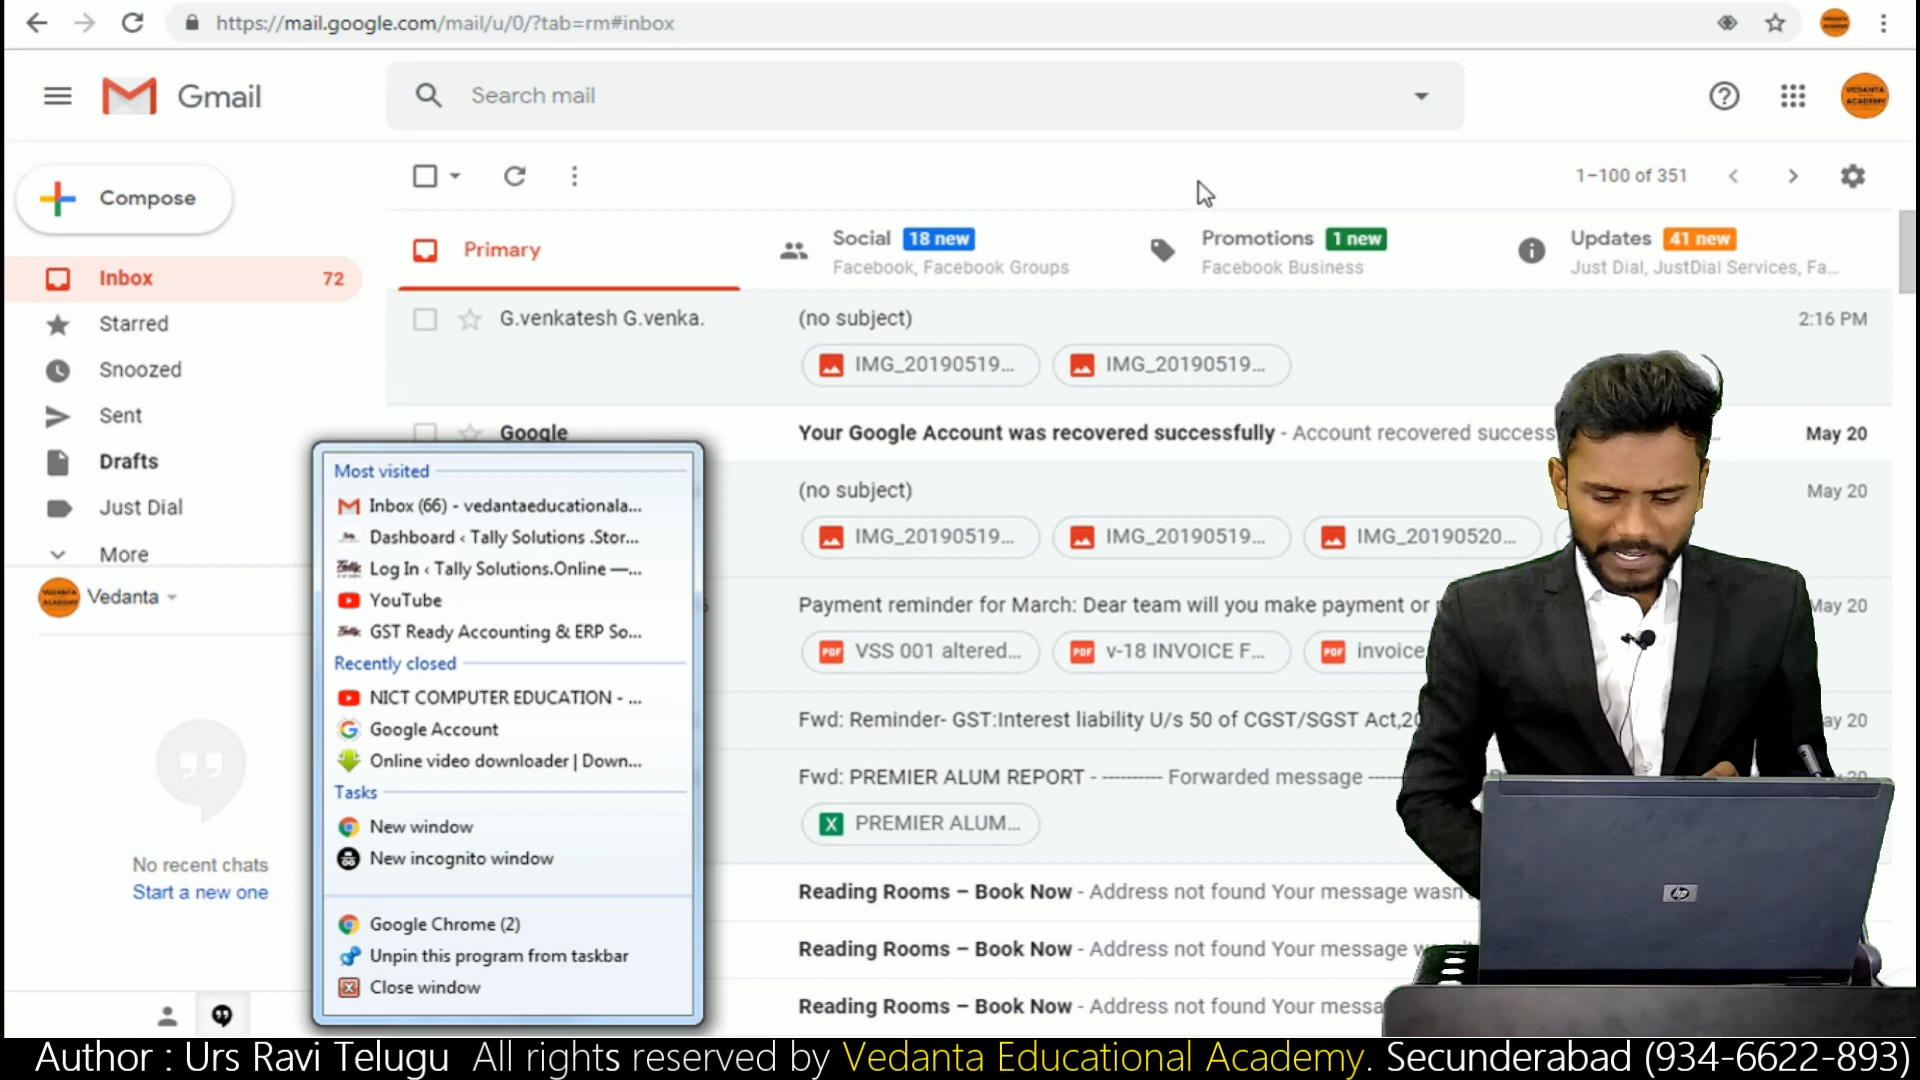 https://mail.google.com/mail/u/0/?tab=rm#inbox
Gmail
Search mail
VEDANTA
ACADEMY
Compose
1–100 of 351
Primary
Social 18 new
Facebook, Facebook Groups
Promotions 1 new
Facebook Business
Updates 41 new
Just Dial, JustDial Services, Fa...
Inbox 72
Starred
Snoozed
Sent
Drafts
Just Dial
More
Vedanta
No recent chats
Start a new one
G.venkatesh G.venka. (no subject) 2:16 PM
IMG_20190519... IMG_20190519...
Google Your Google Account was recovered successfully - Account recovered success May 20
(no subject) May 20
IMG_20190519... IMG_20190519... IMG_20190520...
Payment reminder for March: Dear team will you make payment or May 20
VSS 001 altered... v-18 INVOICE F... invoice
Fwd: Reminder- GST:Interest liability U/s 50 of CGST/SGST Act,20 ay 20
Fwd: PREMIER ALUM REPORT - ---------- Forwarded message ----- 20
PREMIER ALUM...
Reading Rooms – Book Now - Address not found Your message wasn'
Reading Rooms – Book Now - Address not found Your message w
Reading Rooms – Book Now - Address not found Your messa
Most visited
Inbox (66) - vedantaeducationala...
Dashboard ‹ Tally Solutions .Stor...
Log In ‹ Tally Solutions.Online —...
YouTube
GST Ready Accounting & ERP So...
Recently closed
NICT COMPUTER EDUCATION - ...
Google Account
Online video downloader | Down...
Tasks
New window
New incognito window
Google Chrome (2)
Unpin this program from taskbar
Close window
hp
Author : Urs Ravi Telugu All rights reserved by Vedanta Educational Academy. Secunderabad (934-6622-893)